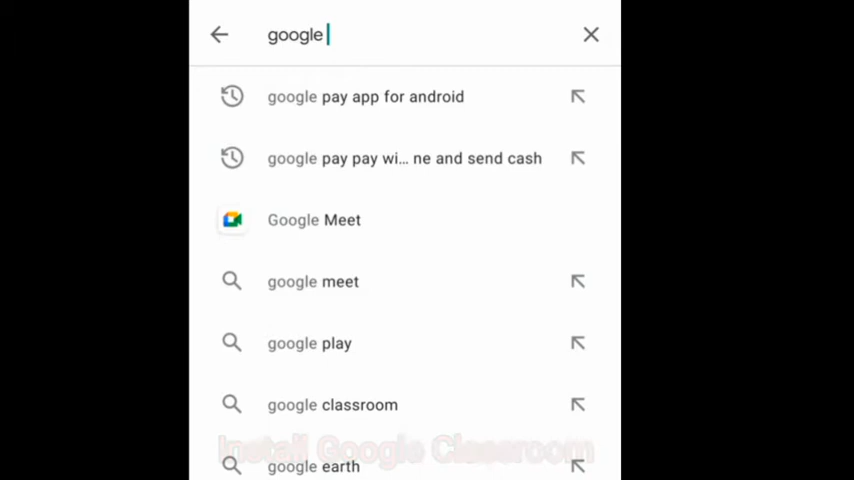 google
google pay app for android
google pay pay wi... ne and send cash
Google Meet
google meet
google play
google classroom
Install Google Classroom
google earth